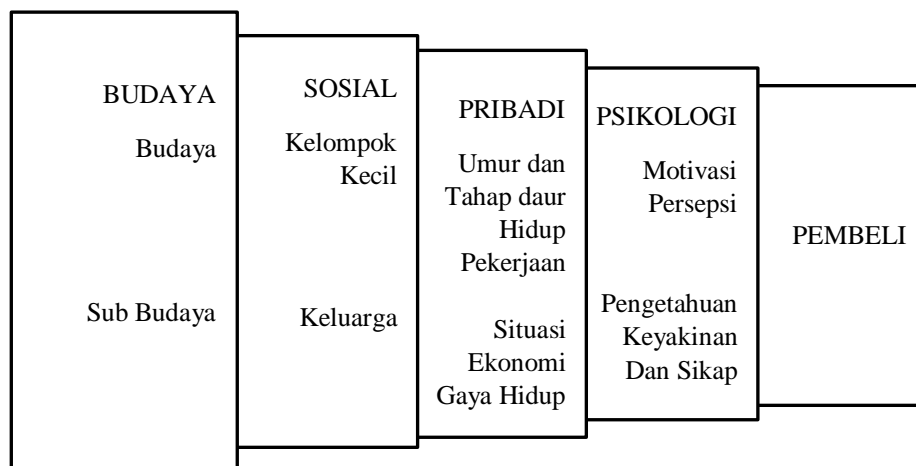 BUDAYA
Budaya
Sub Budaya
SOSIAL
Kelompok
Kecil
Keluarga
PRIBADI
Umur dan
Tahap daur
Hidup
Pekerjaan
Situasi
Ekonomi
Gaya Hidup
PSIKOLOGI
Motivasi
Persepsi
Pengetahuan
Keyakinan
Dan Sikap
PEMBELI